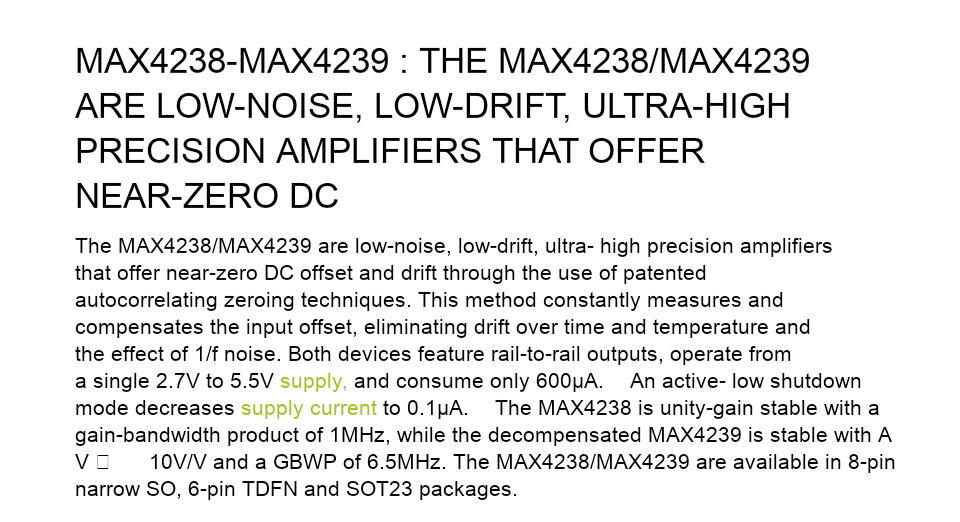 MAX4238-MAX4239 : THE MAX4238/MAX4239
ARE LOW-NOISE, LOW-DRIFT, ULTRA-HIGH
PRECISION AMPLIFIERS THAT OFFER
NEAR-ZERO DC
The MAX4238/MAX4239 are low-noise, low-drift, ultra- high precision amplifiers
that offer near-zero DC offset and drift through the use of patented
autocorrelating zeroing techniques. This method constantly measures and
compensates the input offset, eliminating drift over time and temperature and
the effect of 1/f noise. Both devices feature rail-to-rail outputs, operate from
a single 2.7V to 5.5V supply, and consume only 600µA. An active- low shutdown
mode decreases supply current to 0.1µA. The MAX4238 is unity-gain stable with a
gain-bandwidth product of 1MHz, while the decompensated MAX4239 is stable with A
V □ 10V/V and a GBWP of 6.5MHz. The MAX4238/MAX4239 are available in 8-pin
narrow SO, 6-pin TDFN and SOT23 packages.